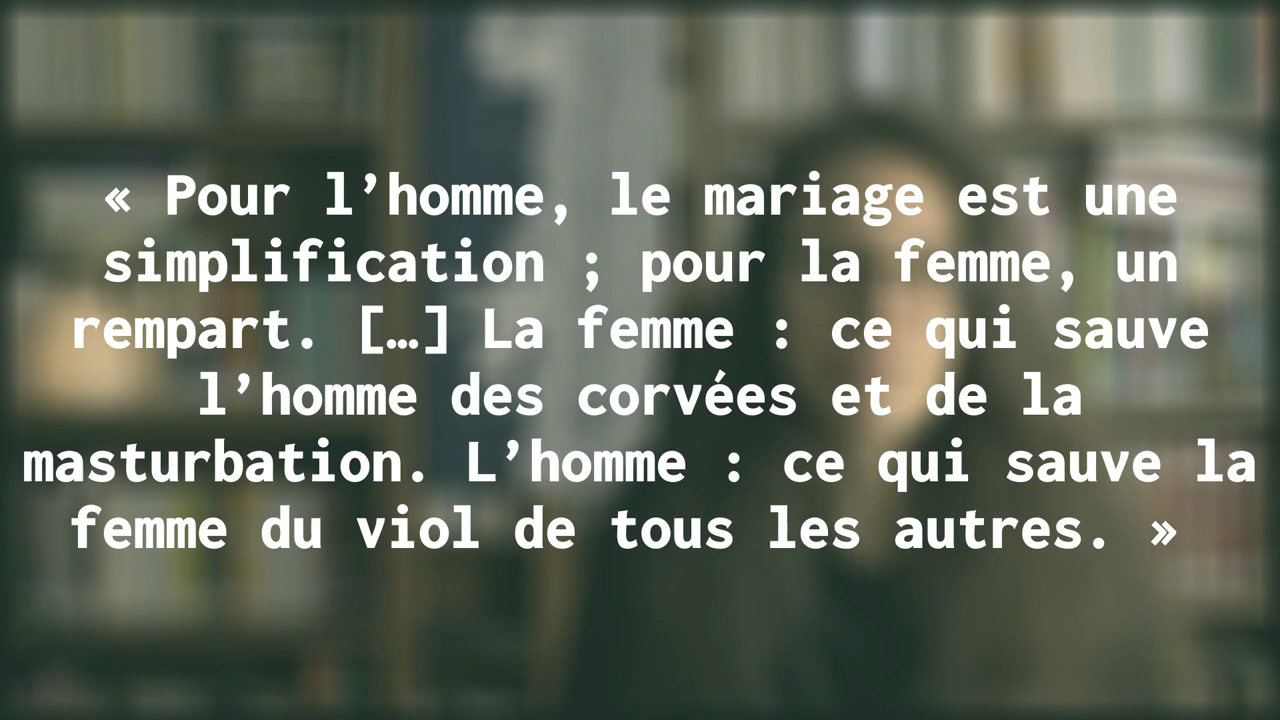 « Pour l’homme, le mariage est une
simplification ; pour la femme, un
rempart. […] La femme : ce qui sauve
l’homme des corvées et de la
masturbation. L’homme : ce qui sauve la
femme du viol de tous les autres. »